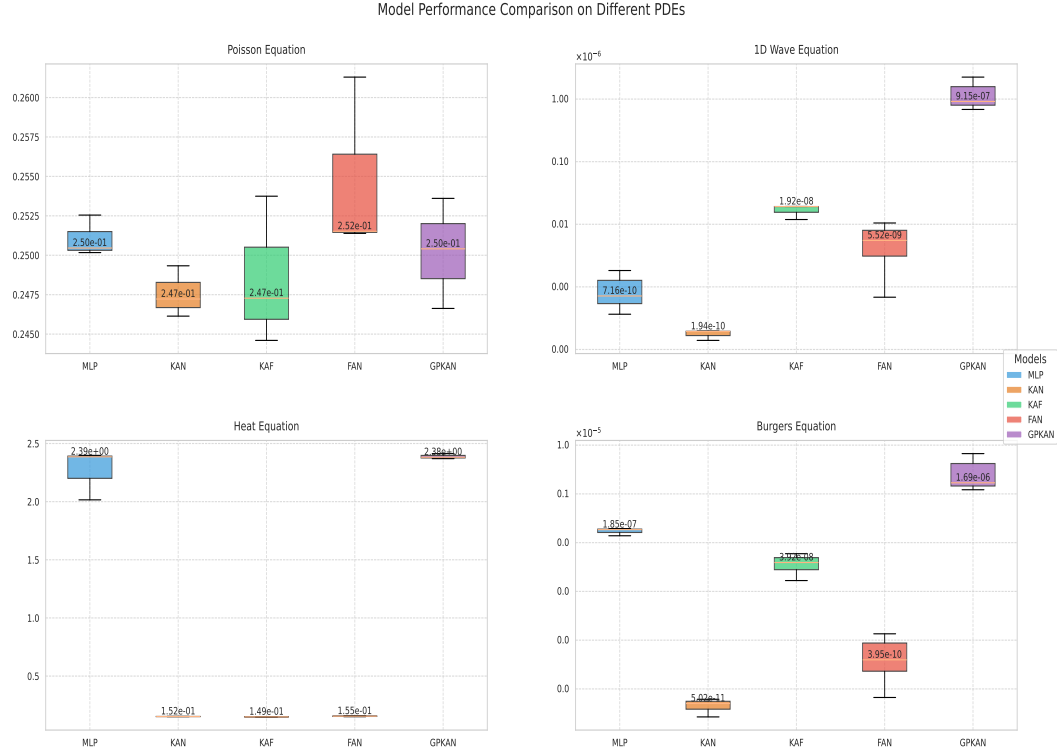 Model Performance Comparison on Different PDEs
Poisson Equation
0.2600
0.2575
0.2550
0.2525
0.2500
0.2475
0.2450
2.50e-01
2.47e-01
2.47e-01
2.52e-01
2.50e-01
MLP
KAN
KAF
FAN
GPKAN
1D Wave Equation
×10⁻⁶
1.00
0.10
0.01
0.00
0.00
7.16e-10
1.94e-10
1.92e-08
5.52e-09
9.15e-07
MLP
KAN
KAF
FAN
GPKAN
Models
MLP
KAN
KAF
FAN
GPKAN
Heat Equation
2.5
2.0
1.5
1.0
0.5
2.39e+00
1.52e-01
1.49e-01
1.55e-01
2.38e+00
MLP
KAN
KAF
FAN
GPKAN
Burgers Equation
×10⁻⁵
1.0
0.1
0.0
0.0
0.0
0.0
1.85e-07
5.02e-11
3.92e-08
3.95e-10
1.69e-06
MLP
KAN
KAF
FAN
GPKAN